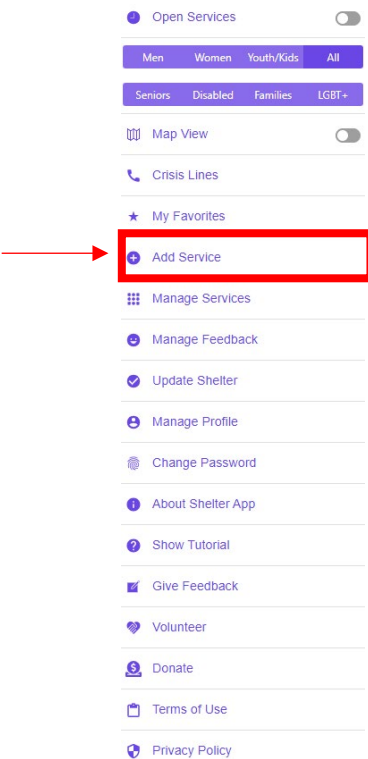 Open Services
Men Women Youth/Kids All
Seniors Disabled Families LGBT+
Map View
Crisis Lines
My Favorites
Add Service
Manage Services
Manage Feedback
Update Shelter
Manage Profile
Change Password
About Shelter App
Show Tutorial
Give Feedback
Volunteer
Donate
Terms of Use
Privacy Policy